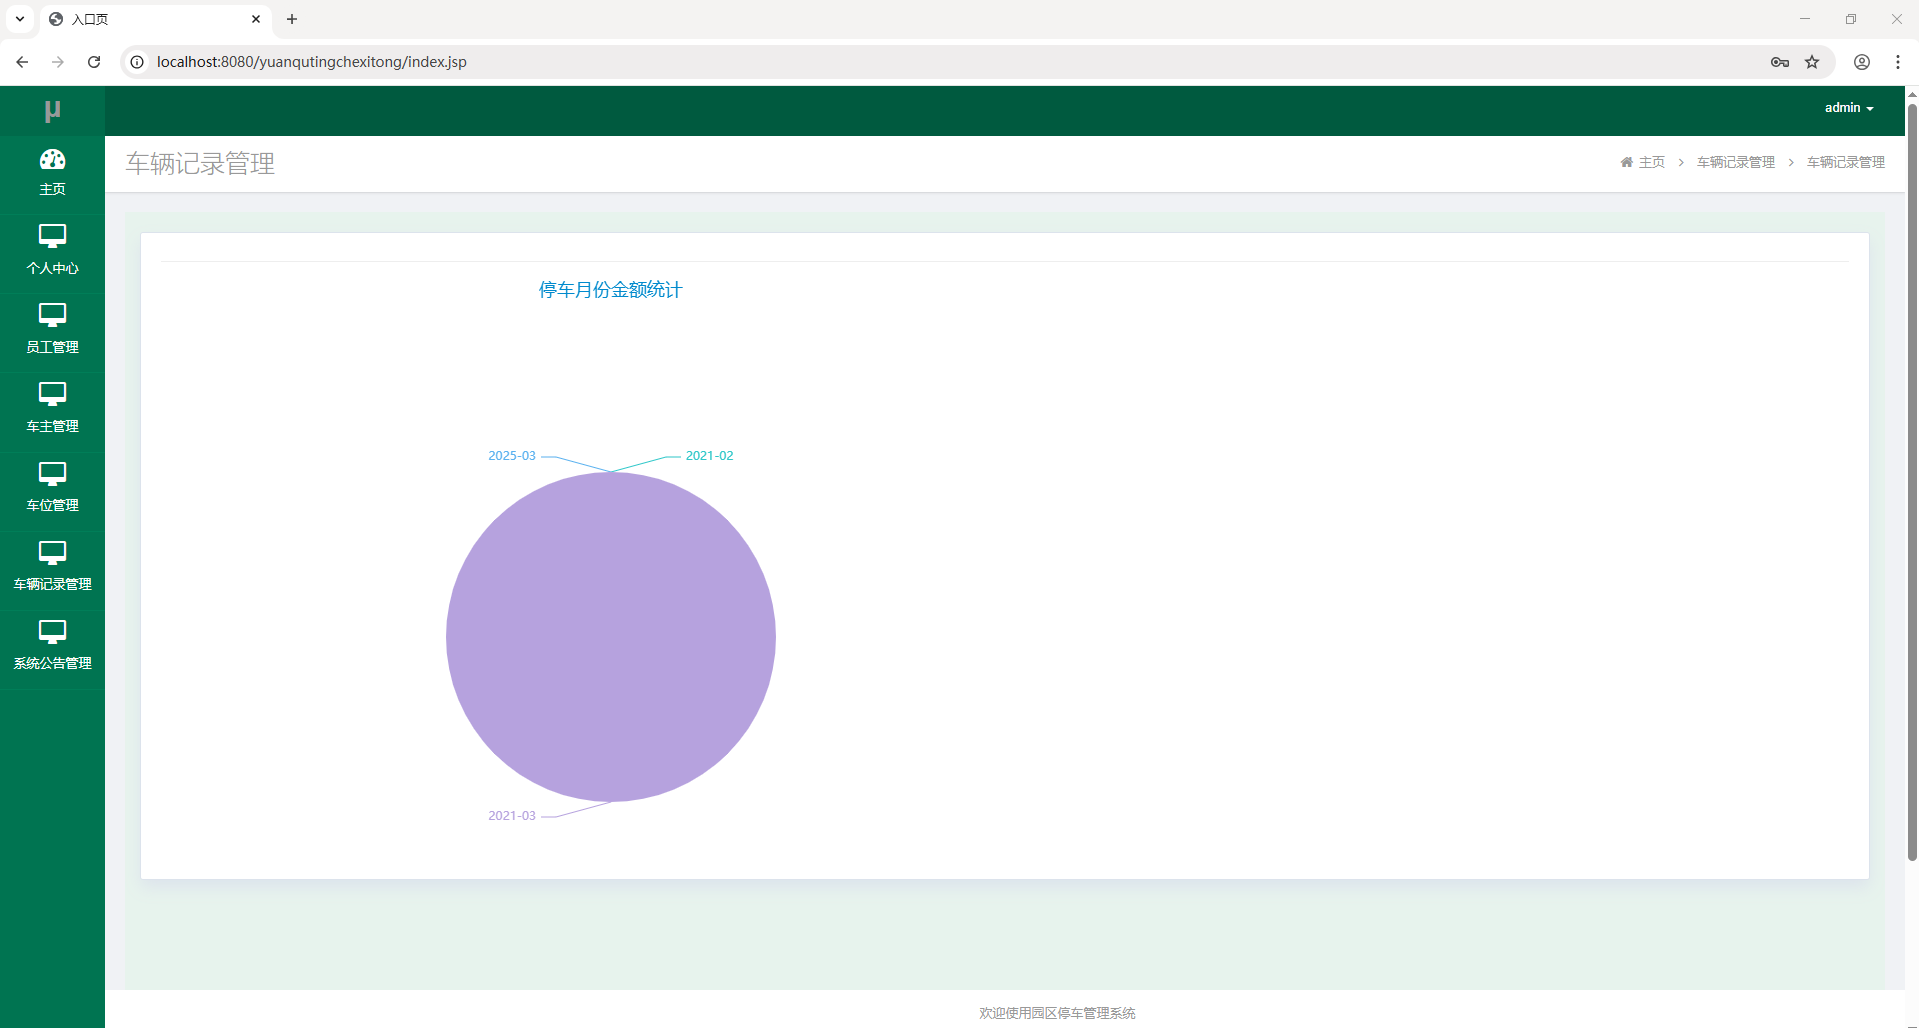 入口页
localhost:8080/yuanqutingchexitong/index.jsp
μ
admin
主页
个人中心
员工管理
车主管理
车位管理
车辆记录管理
系统公告管理
车辆记录管理
主页 > 车辆记录管理 > 车辆记录管理
停车月份金额统计
2025-03
2021-02
2021-03
欢迎使用园区停车管理系统